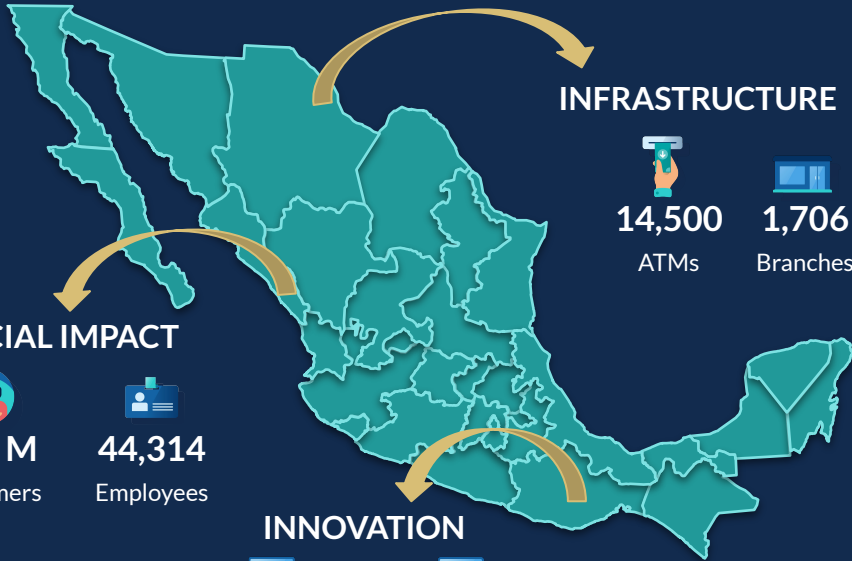 INFRASTRUCTURE
14,500
ATMs
1,706
Branches
CIAL IMPACT
M
mers
44,314
Employees
INNOVATION